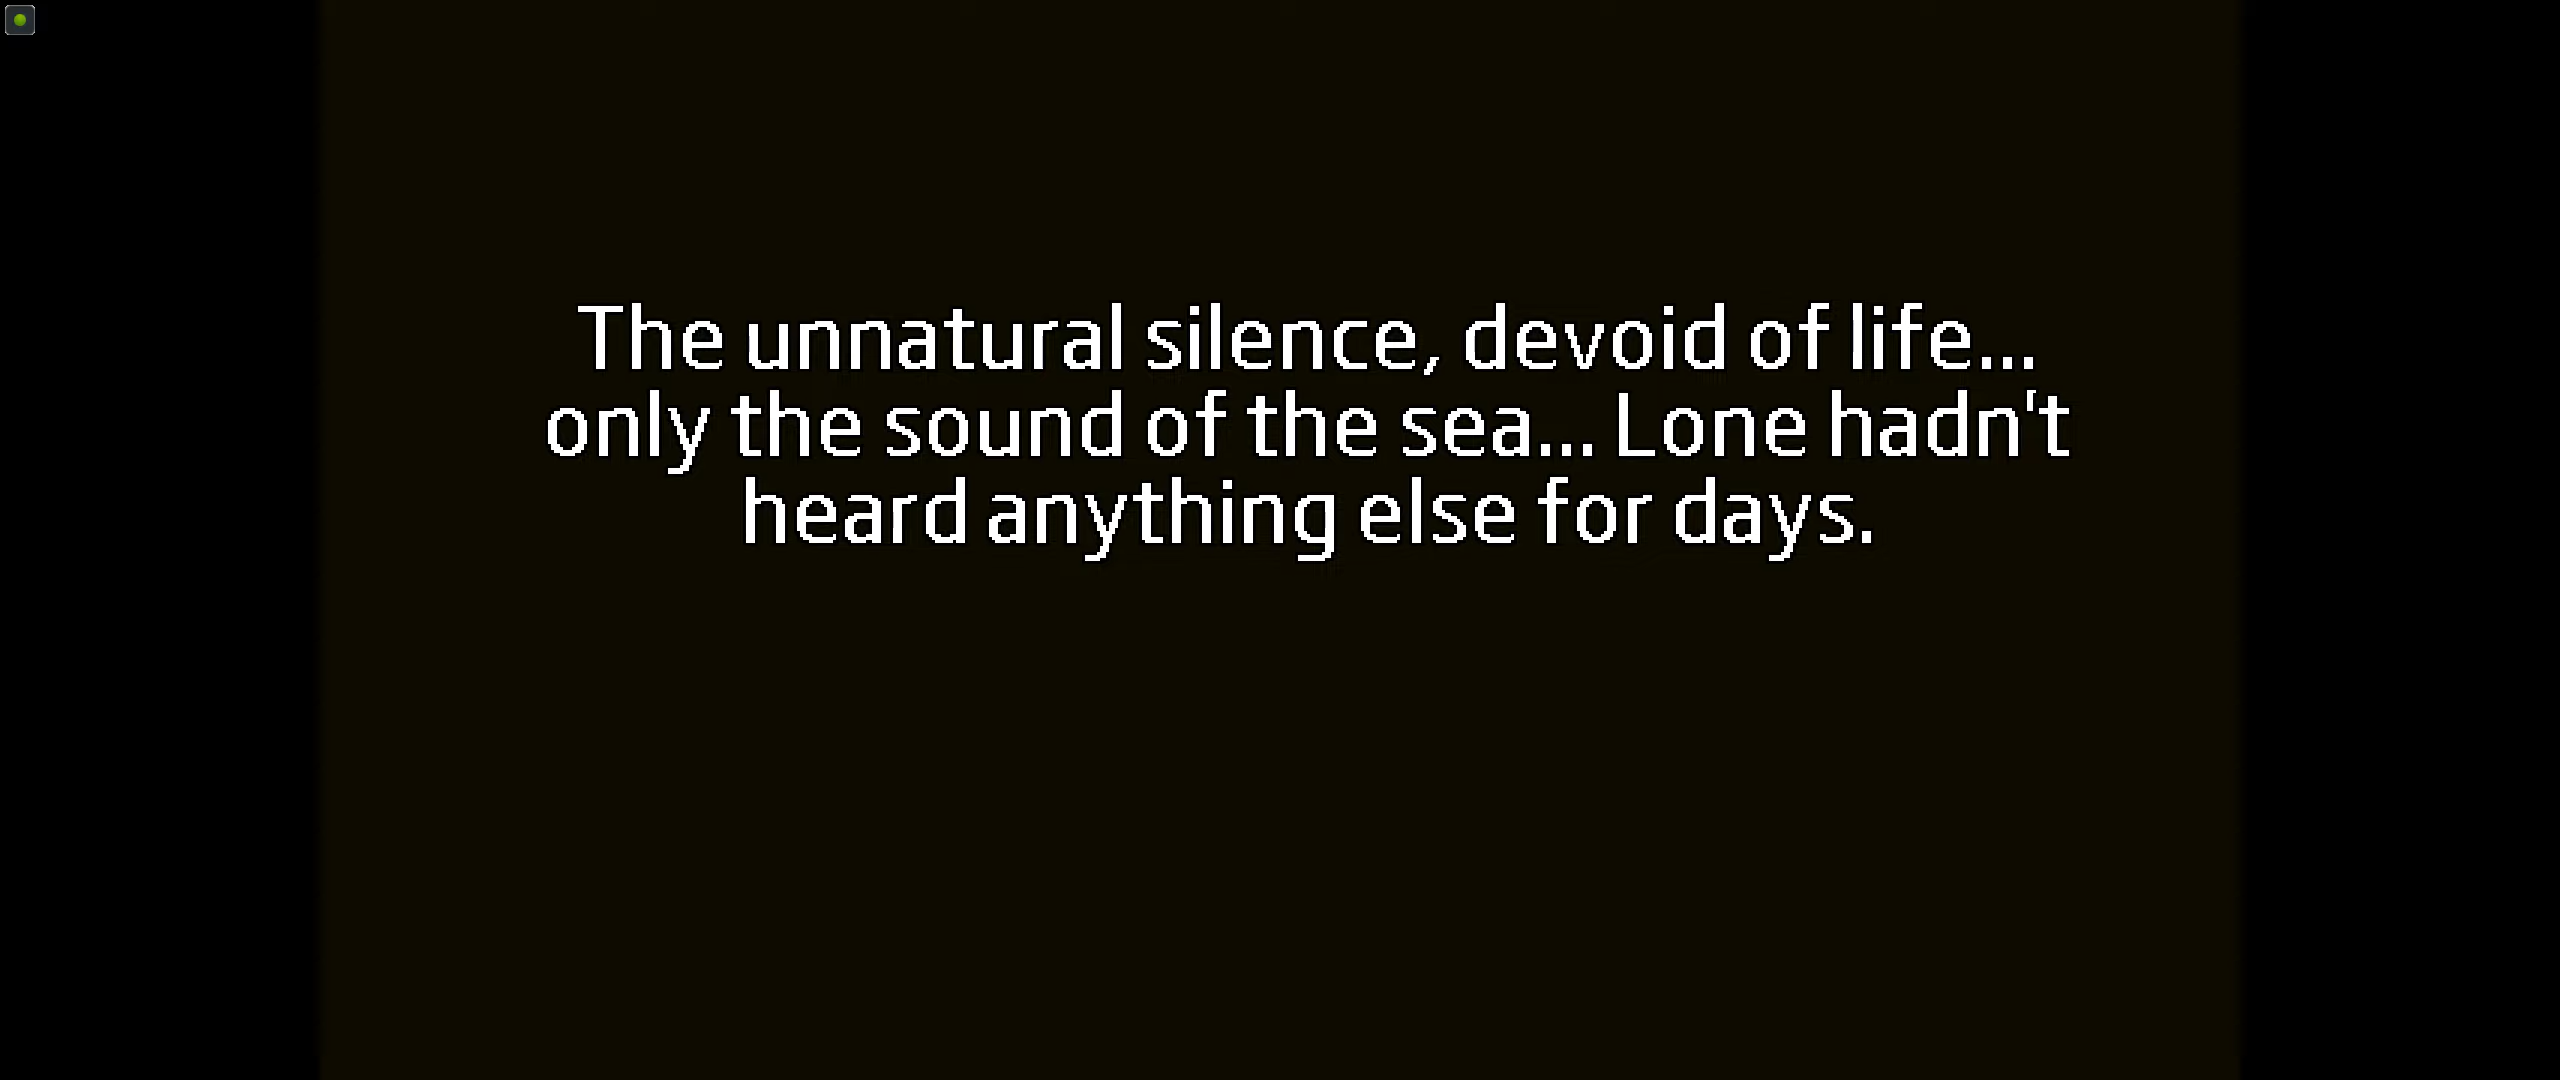 The unnatural silence, devoid of life...
only the sound of the sea... Lone hadn't
heard anything else for days.